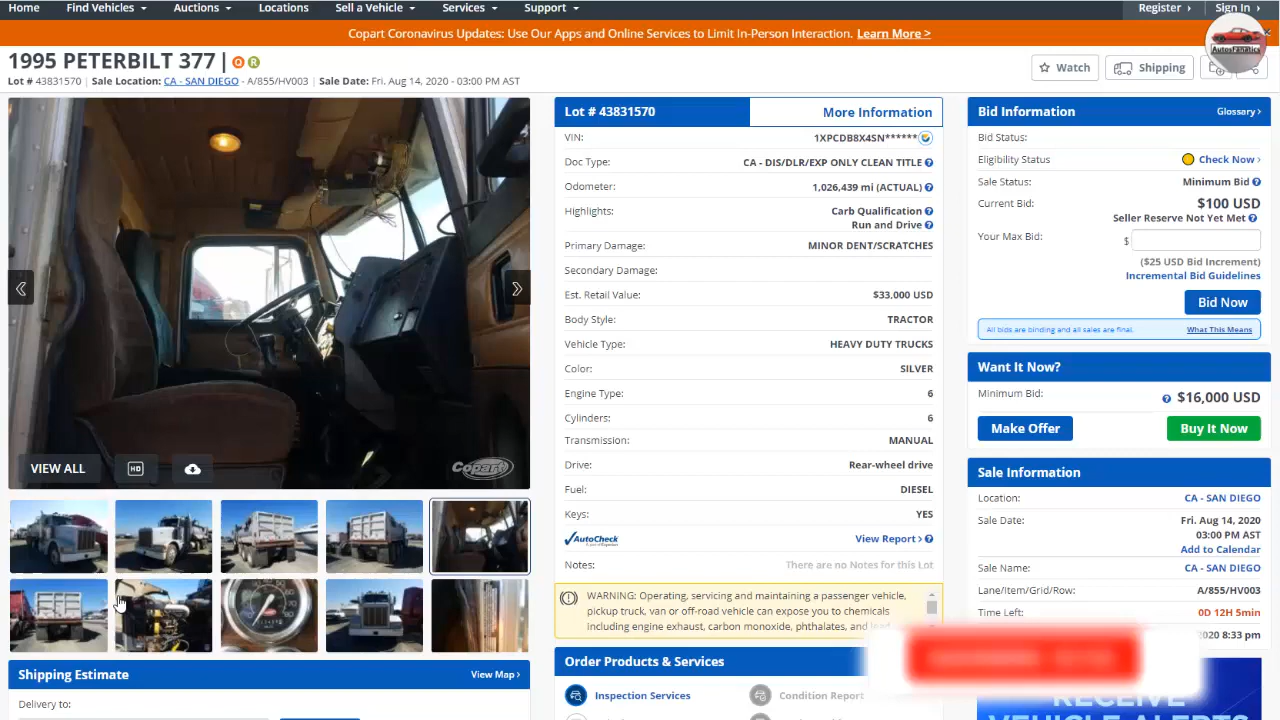 Home Find Vehicles Auctions Locations Sell a Vehicle Services Support Register Sign In
Copart Coronavirus Updates: Use Our Apps and Online Services to Limit In-Person Interaction. Learn More >
1995 PETERBILT 377 | O R
Lot # 43831570 | Sale Location: CA - SAN DIEGO - A/855/HV003 | Sale Date: Fri. Aug 14, 2020 - 03:00 PM AST
Watch Shipping
AutosFanatics
VIEW ALL HD
Copart
Shipping Estimate View Map >
Delivery to:
Lot # 43831570 More Information
VIN: 1XPCDB8X4SN******
Doc Type: CA - DIS/DLR/EXP ONLY CLEAN TITLE
Odometer: 1,026,439 mi (ACTUAL)
Highlights: Carb Qualification
Run and Drive
Primary Damage: MINOR DENT/SCRATCHES
Secondary Damage:
Est. Retail Value: $33,000 USD
Body Style: TRACTOR
Vehicle Type: HEAVY DUTY TRUCKS
Color: SILVER
Engine Type: 6
Cylinders: 6
Transmission: MANUAL
Drive: Rear-wheel drive
Fuel: DIESEL
Keys: YES
AutoCheck View Report >
Notes: There are no Notes for this Lot
WARNING: Operating, servicing and maintaining a passenger vehicle,
pickup truck, van or off-road vehicle can expose you to chemicals
including engine exhaust, carbon monoxide, phthalates, and lead
Order Products & Services
Inspection Services Condition Report
Bid Information Glossary >
Bid Status:
Eligibility Status Check Now >
Sale Status: Minimum Bid
Current Bid: $100 USD
Seller Reserve Not Yet Met
Your Max Bid: $
($25 USD Bid Increment)
Incremental Bid Guidelines
Bid Now
All bids are binding and all sales are final. What This Means
Want It Now?
Minimum Bid: $16,000 USD
Make Offer Buy It Now
Sale Information
Location: CA - SAN DIEGO
Sale Date: Fri. Aug 14, 2020
03:00 PM AST
Add to Calendar
Sale Name: CA - SAN DIEGO
Lane/Item/Grid/Row: A/855/HV003
Time Left: 0D 12H 5min
2020 8:33 pm
RECEIVE
VEHICLE ALERTS